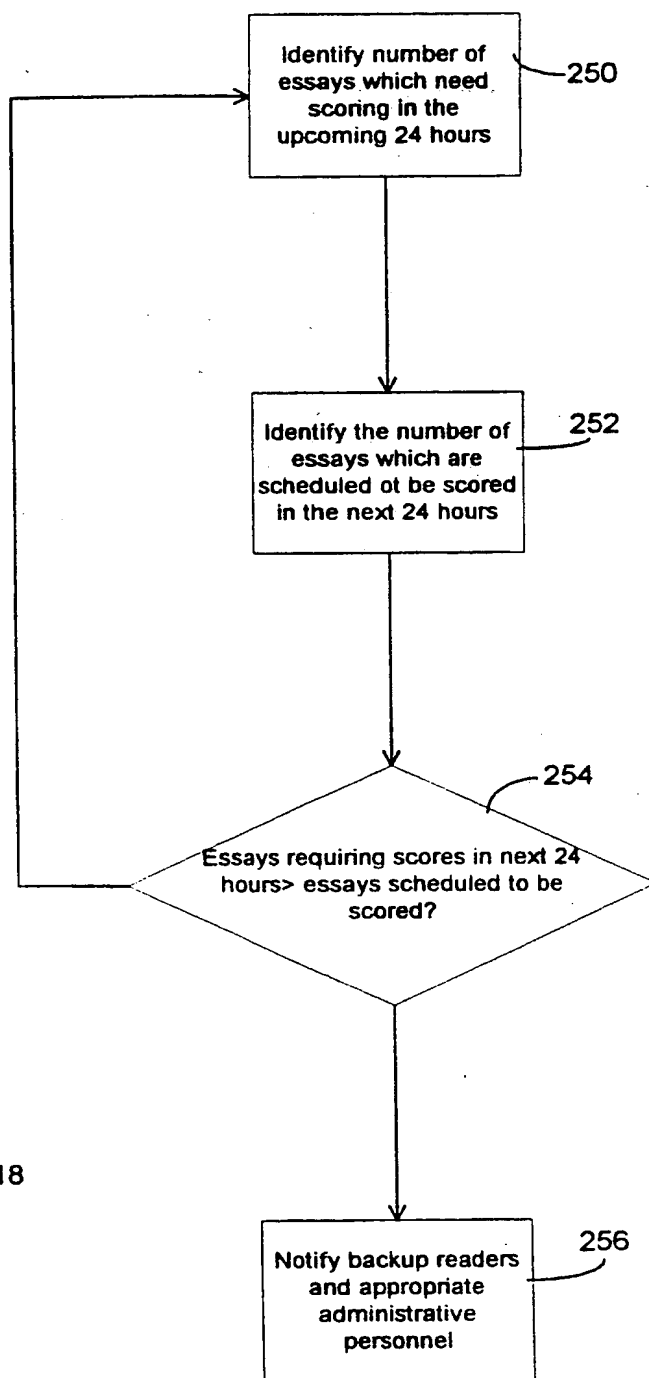 Identify number of
essays which need
scoring in the
upcoming 24 hours
250
Identify the number of
essays which are
scheduled ot be scored
in the next 24 hours
252
254
Essays requiring scores in next 24
hours> essays scheduled to be
scored?
18
Notify backup readers
and appropriate
administrative
personnel
256